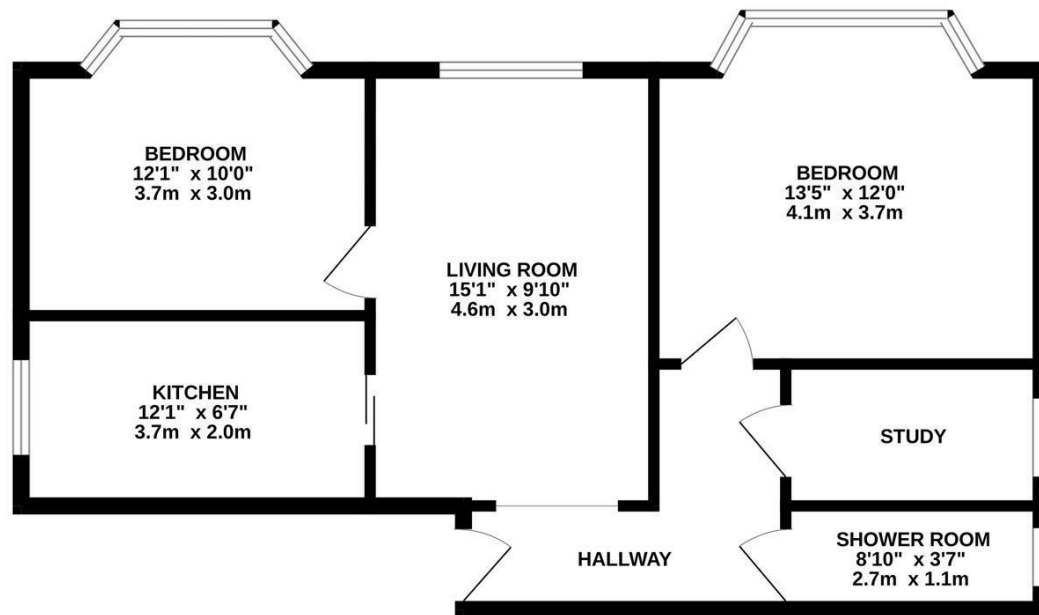 BEDROOM
12'1" x 10'0"
3.7m x 3.0m
BEDROOM
13'5" x 12'0"
4.1m x 3.7m
LIVING ROOM
15'1" x 9'10"
4.6m x 3.0m
KITCHEN
12'1" x 6'7"
3.7m x 2.0m
STUDY
HALLWAY
SHOWER ROOM
8'10" x 3'7"
2.7m x 1.1m